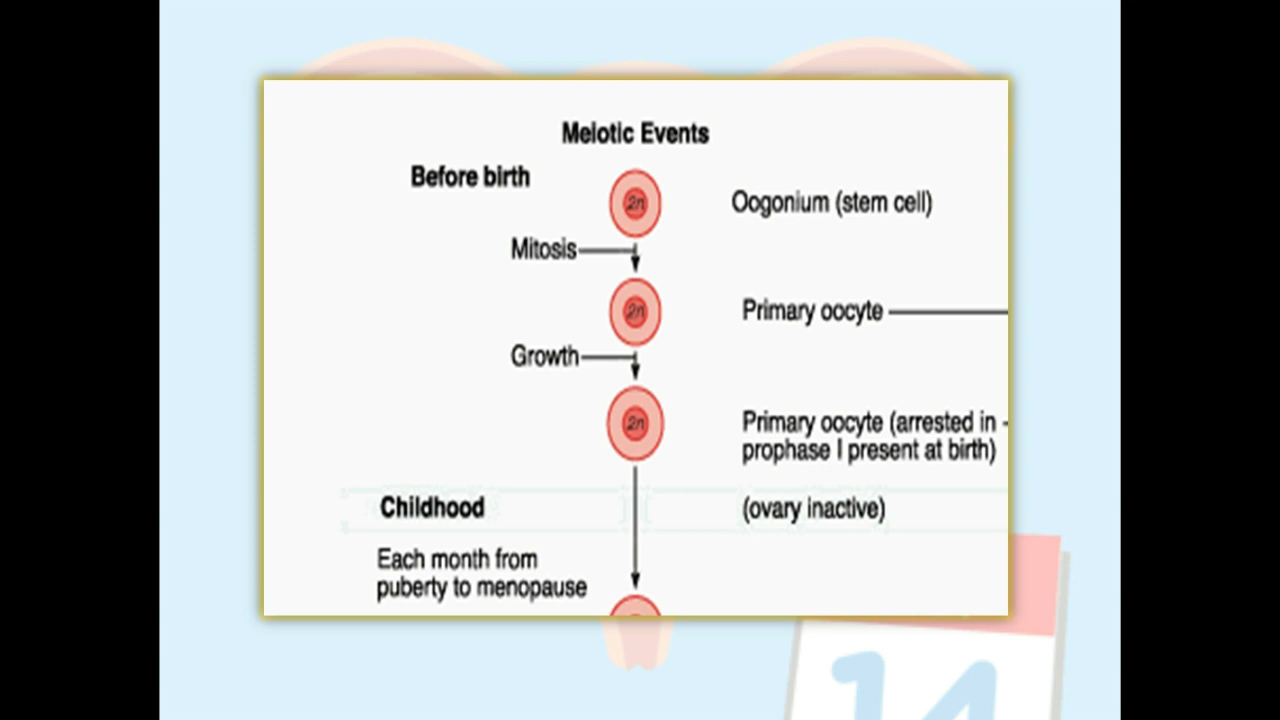 Meiotic Events
Before birth
2n
Oogonium (stem cell)
Mitosis
2n
Primary oocyte
Growth
2n
Primary oocyte (arrested in
prophase I present at birth)
Childhood
(ovary inactive)
Each month from
puberty to menopause
14